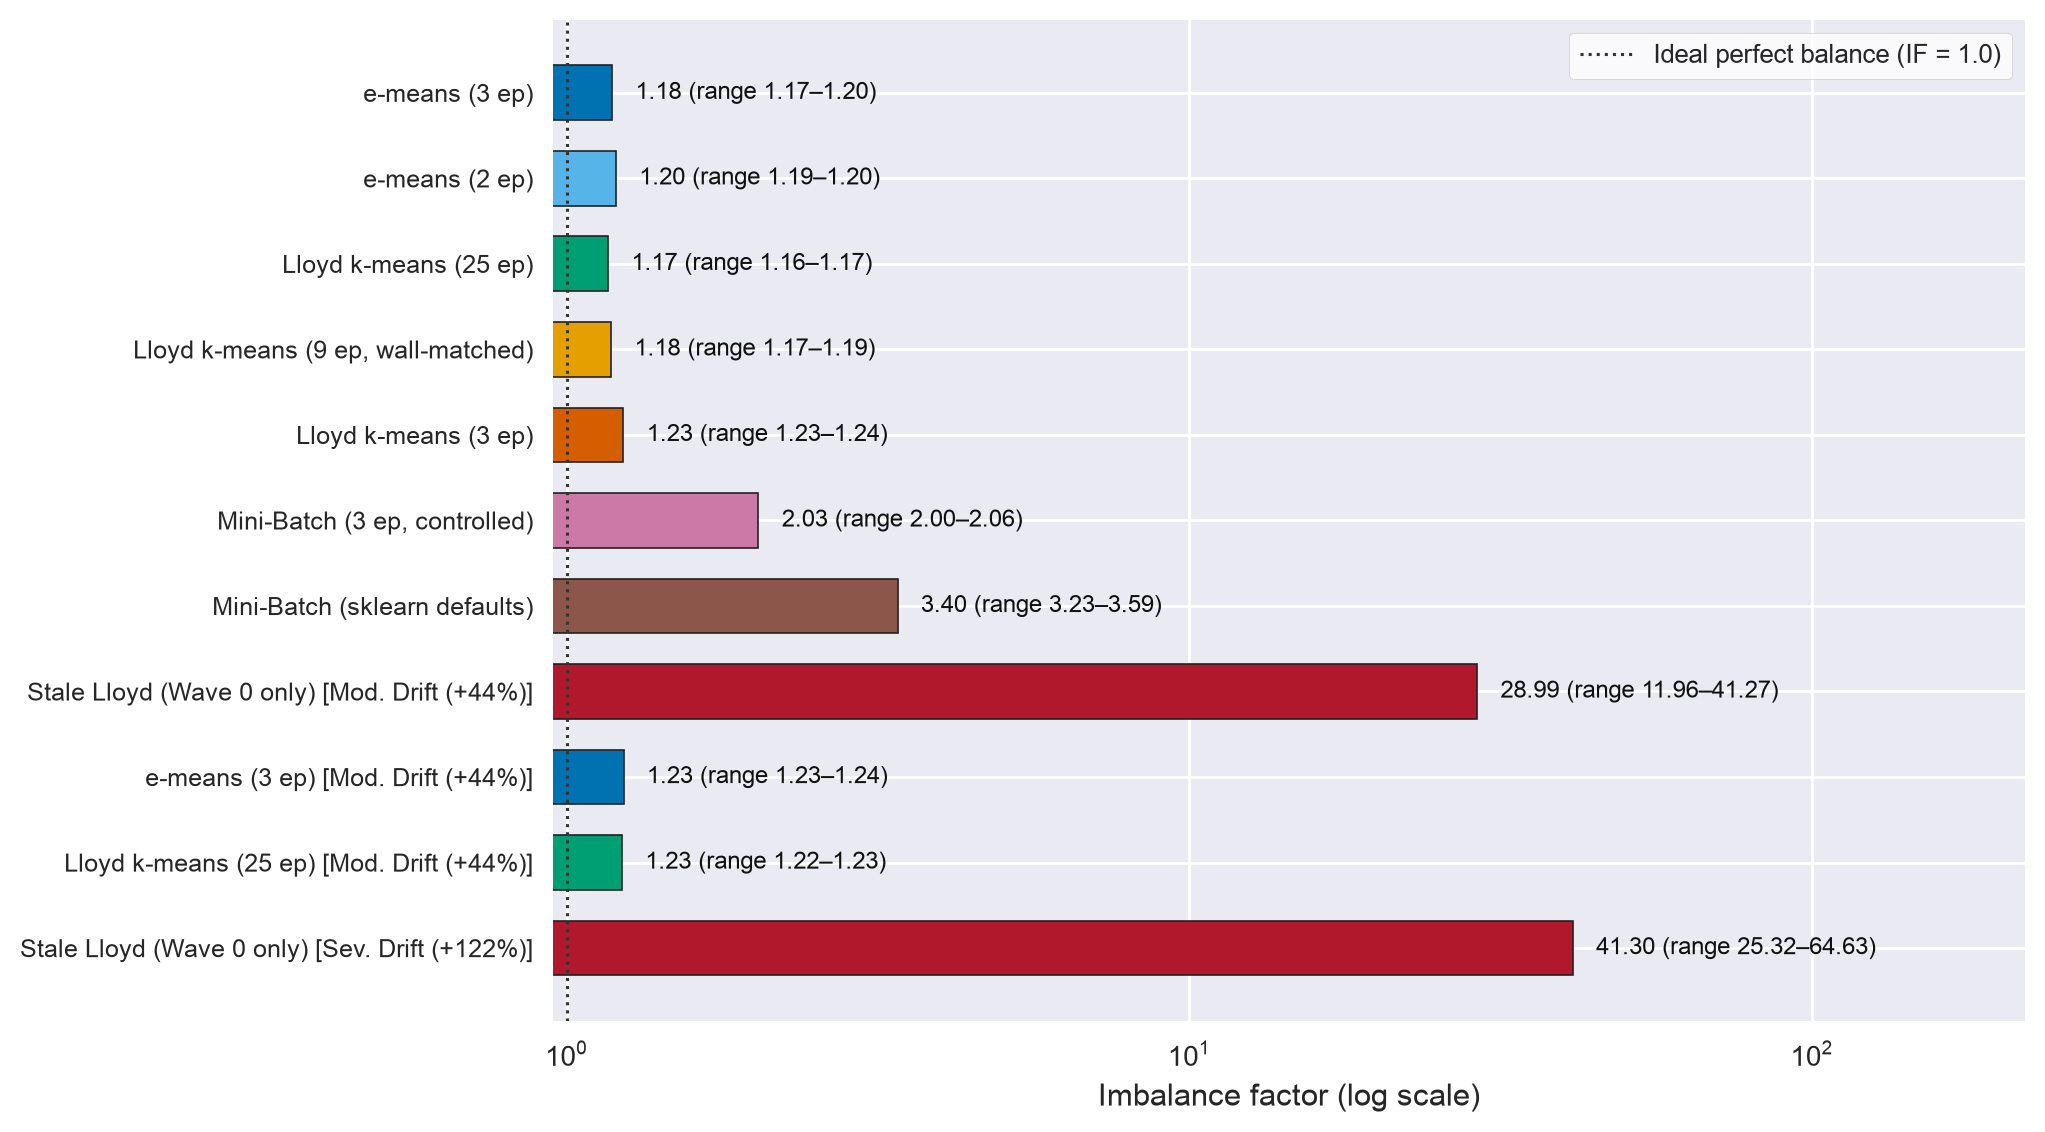 Ideal perfect balance (IF = 1.0)
e-means (3 ep) 1.18 (range 1.17–1.20)
e-means (2 ep) 1.20 (range 1.19–1.20)
Lloyd k-means (25 ep) 1.17 (range 1.16–1.17)
Lloyd k-means (9 ep, wall-matched) 1.18 (range 1.17–1.19)
Lloyd k-means (3 ep) 1.23 (range 1.23–1.24)
Mini-Batch (3 ep, controlled) 2.03 (range 2.00–2.06)
Mini-Batch (sklearn defaults) 3.40 (range 3.23–3.59)
Stale Lloyd (Wave 0 only) [Mod. Drift (+44%)] 28.99 (range 11.96–41.27)
e-means (3 ep) [Mod. Drift (+44%)] 1.23 (range 1.23–1.24)
Lloyd k-means (25 ep) [Mod. Drift (+44%)] 1.23 (range 1.22–1.23)
Stale Lloyd (Wave 0 only) [Sev. Drift (+122%)] 41.30 (range 25.32–64.63)
10⁰ 10¹ 10²
Imbalance factor (log scale)